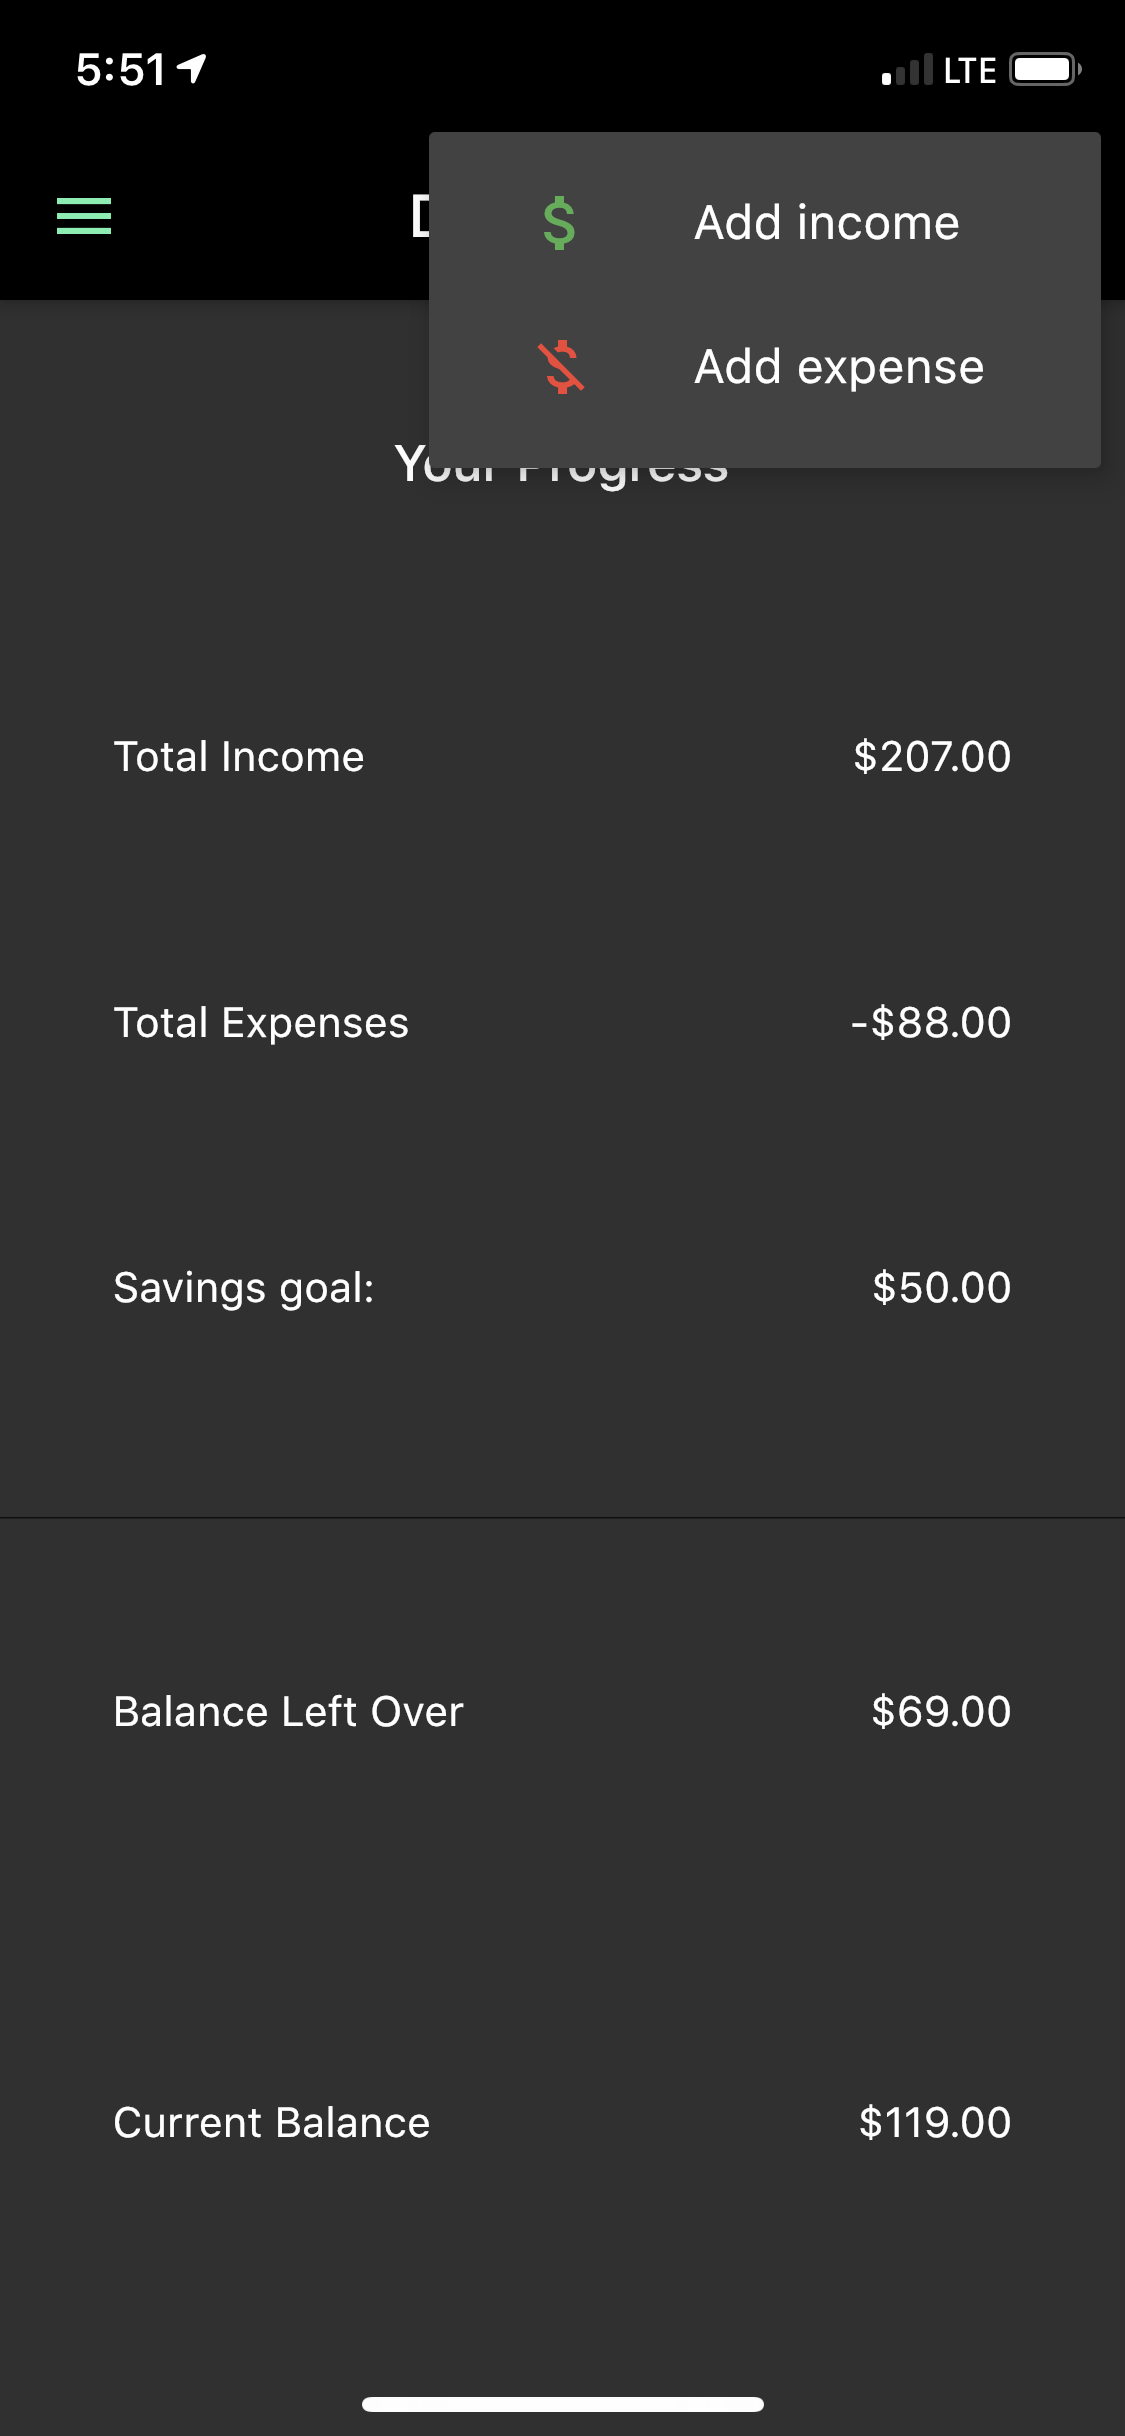 5:51 LTE
Add income
Add expense
Your Progress
Total Income $207.00
Total Expenses -$88.00
Savings goal: $50.00
Balance Left Over $69.00
Current Balance $119.00